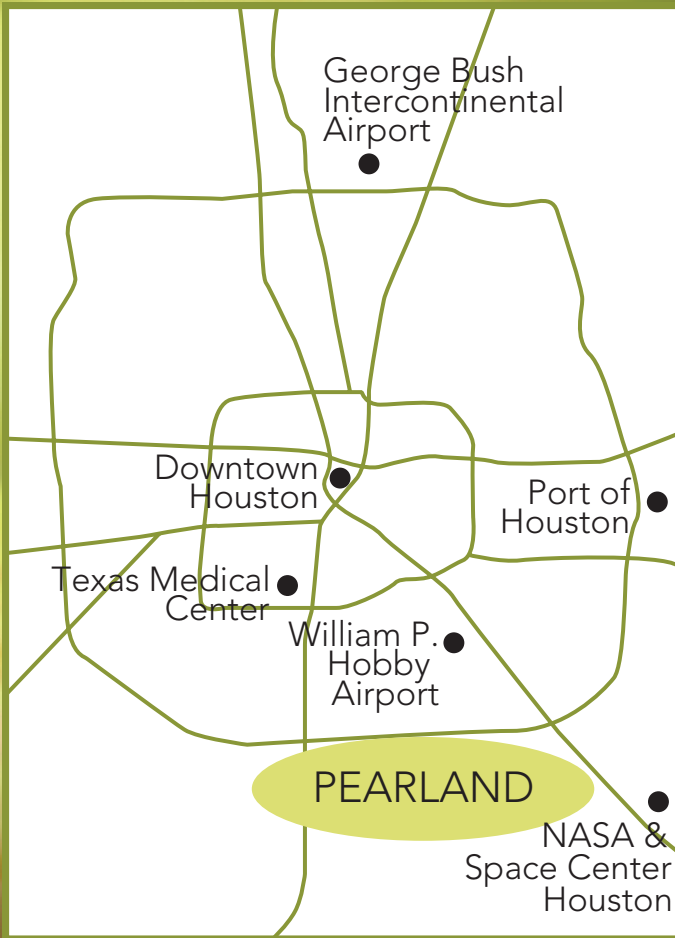 George Bush
Intercontinental
Airport
Downtown
Houston
Port of
Houston
Texas Medical
Center
William P.
Hobby
Airport
PEARLAND
NASA &
Space Center
Houston